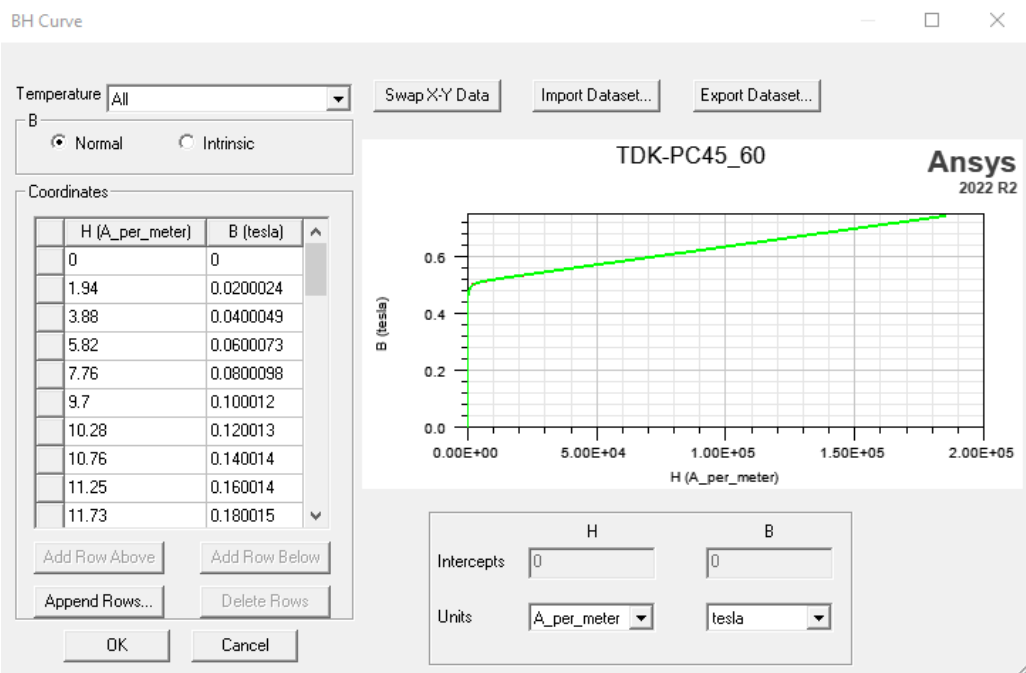 BH Curve
Temperature All
Swap X-Y Data Import Dataset... Export Dataset...
B
Normal Intrinsic
Coordinates
H (A_per_meter) B (tesla)
0 0
1.94 0.0200024
3.88 0.0400049
5.82 0.0600073
7.76 0.0800098
9.7 0.100012
10.28 0.120013
10.76 0.140014
11.25 0.160014
11.73 0.180015
Add Row Above Add Row Below
Append Rows... Delete Rows
OK Cancel
TDK-PC45_60
Ansys
2022 R2
B (tesla)
0.6
0.4
0.2
0.0
0.00E+00 5.00E+04 1.00E+05 1.50E+05 2.00E+05
H (A_per_meter)
H B
Intercepts 0 0
Units A_per_meter tesla